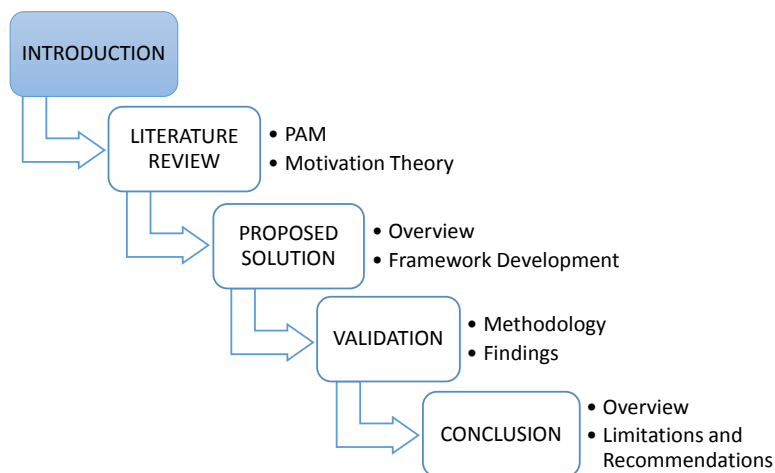 INTRODUCTION
LITERATURE
REVIEW
• PAM
• Motivation Theory
PROPOSED
SOLUTION
• Overview
• Framework Development
VALIDATION
• Methodology
• Findings
CONCLUSION
• Overview
• Limitations and
Recommendations